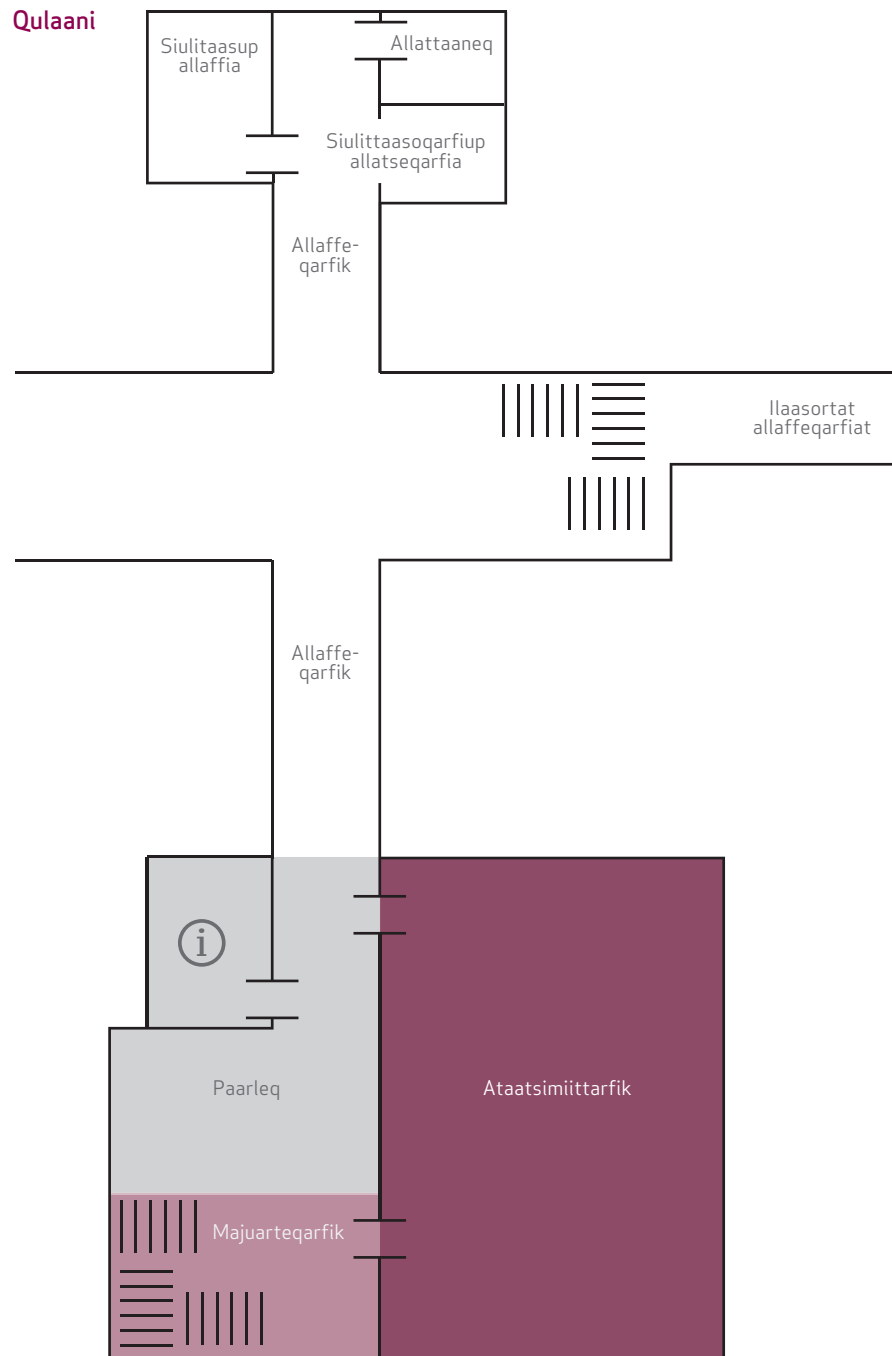 Qulaani
Siulitaasup
allaffia
Allattaaneq
Siulittaasoqarfiup
allatseqarfia
Allaffe-
qarfik
Ilaasortat
allaffeqarfiat
Allaffe-
qarfik
i
Paarleq
Ataatsimiittarfik
Majuarteqarfik